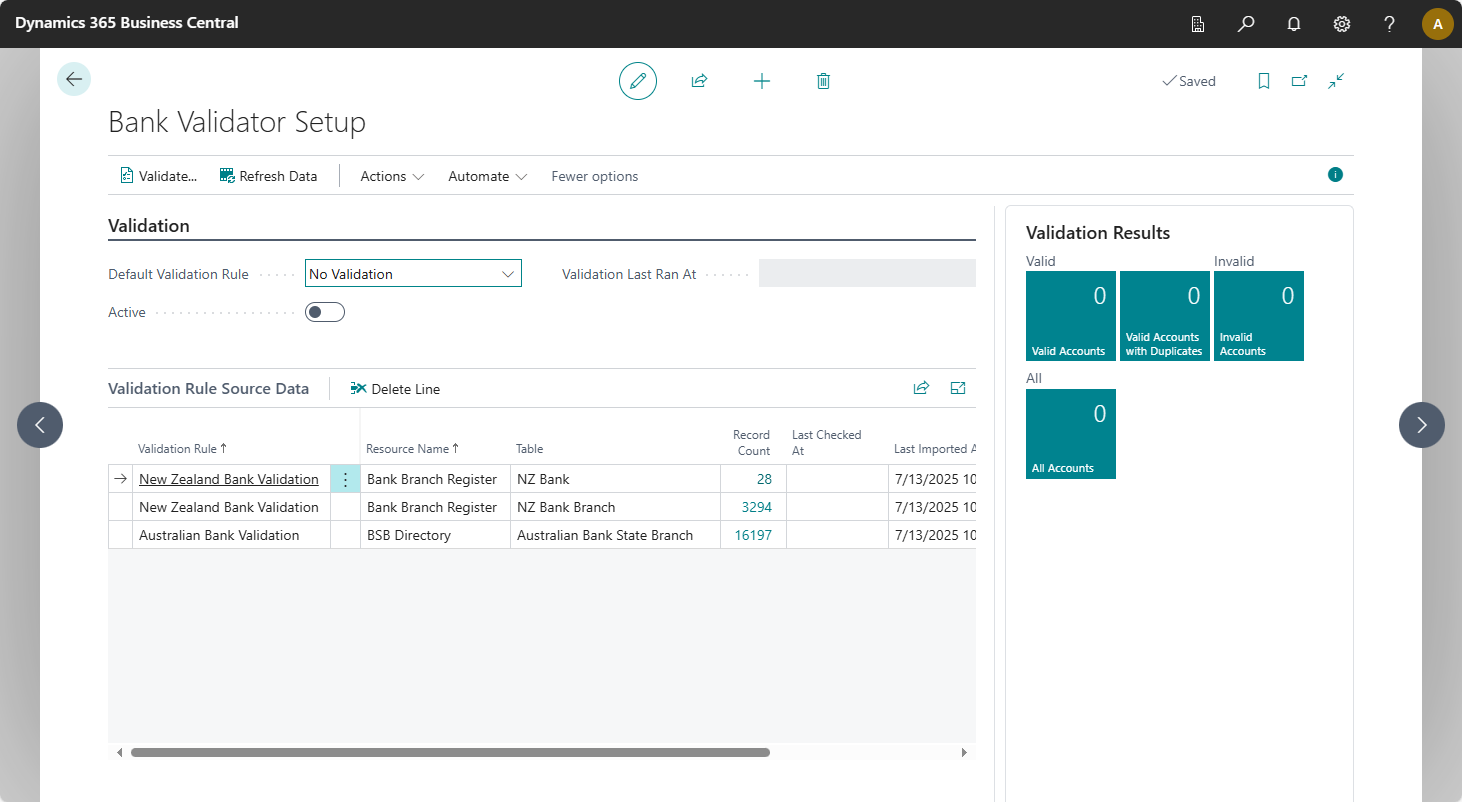 Dynamics 365 Business Central
A
Saved
Bank Validator Setup
Validate...
Refresh Data
Actions
Automate
Fewer options
Validation
Default Validation Rule
No Validation
Validation Last Ran At
Active
Validation Rule Source Data
Delete Line
Validation Rule ↑
Resource Name ↑
Table
Record
Count
Last Checked
At
Last Imported A
New Zealand Bank Validation Bank Branch Register NZ Bank 28 7/13/2025 10
New Zealand Bank Validation Bank Branch Register NZ Bank Branch 3294 7/13/2025 10
Australian Bank Validation BSB Directory Australian Bank State Branch 16197 7/13/2025 10
Validation Results
Valid
Invalid
0
Valid Accounts
0
Valid Accounts
with Duplicates
0
Invalid
Accounts
All
0
All Accounts